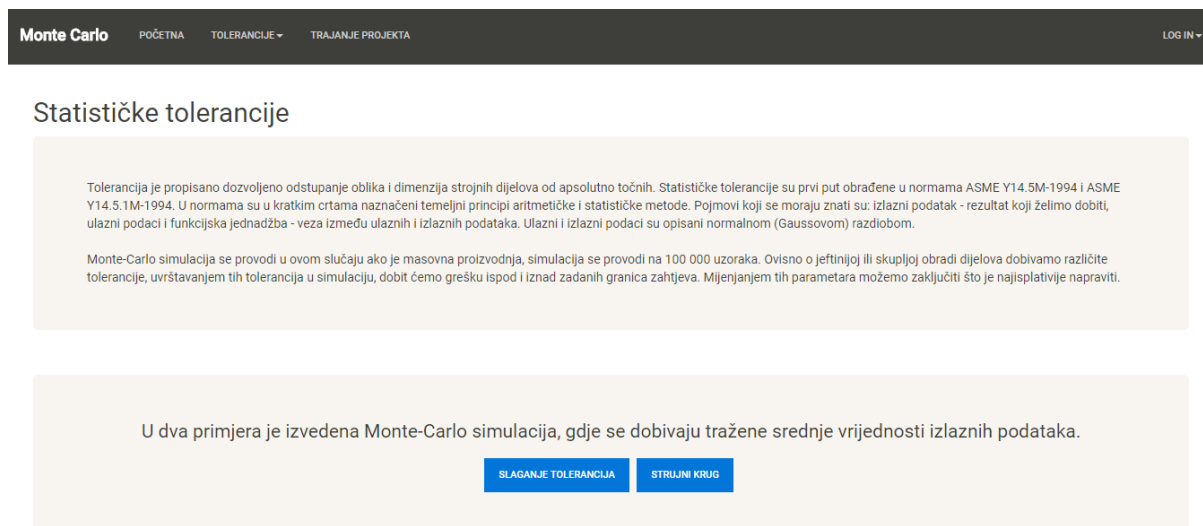 Monte Carlo POČETNA TOLERANCIJE TRAJANJE PROJEKTA LOG IN
Statističke tolerancije
Tolerancija je propisano dozvoljeno odstupanje oblika i dimenzija strojnih dijelova od apsolutno točnih. Statističke tolerancije su prvi put obrađene u normama ASME Y14.5M-1994 i ASME
Y14.5.1M-1994. U normama su u kratkim crtama naznačeni temeljni principi aritmetičke i statističke metode. Pojmovi koji se moraju znati su: izlazni podatak - rezultat koji želimo dobiti,
ulazni podaci i funkcijska jednadžba - veza između ulaznih i izlaznih podataka. Ulazni i izlazni podaci su opisani normalnom (Gaussovom) razdiobom.
Monte-Carlo simulacija se provodi u ovom slučaju ako je masovna proizvodnja, simulacija se provodi na 100 000 uzoraka. Ovisno o jeftinijoj ili skupljoj obradi dijelova dobivamo različite
tolerancije, uvrštavanjem tih tolerancija u simulaciju, dobit ćemo grešku ispod i iznad zadanih granica zahtjeva. Mijenjanjem tih parametara možemo zaključiti što je najisplativije napraviti.
U dva primjera je izvedena Monte-Carlo simulacija, gdje se dobivaju tražene srednje vrijednosti izlaznih podataka.
SLAGANJE TOLERANCIJA STRUJNI KRUG